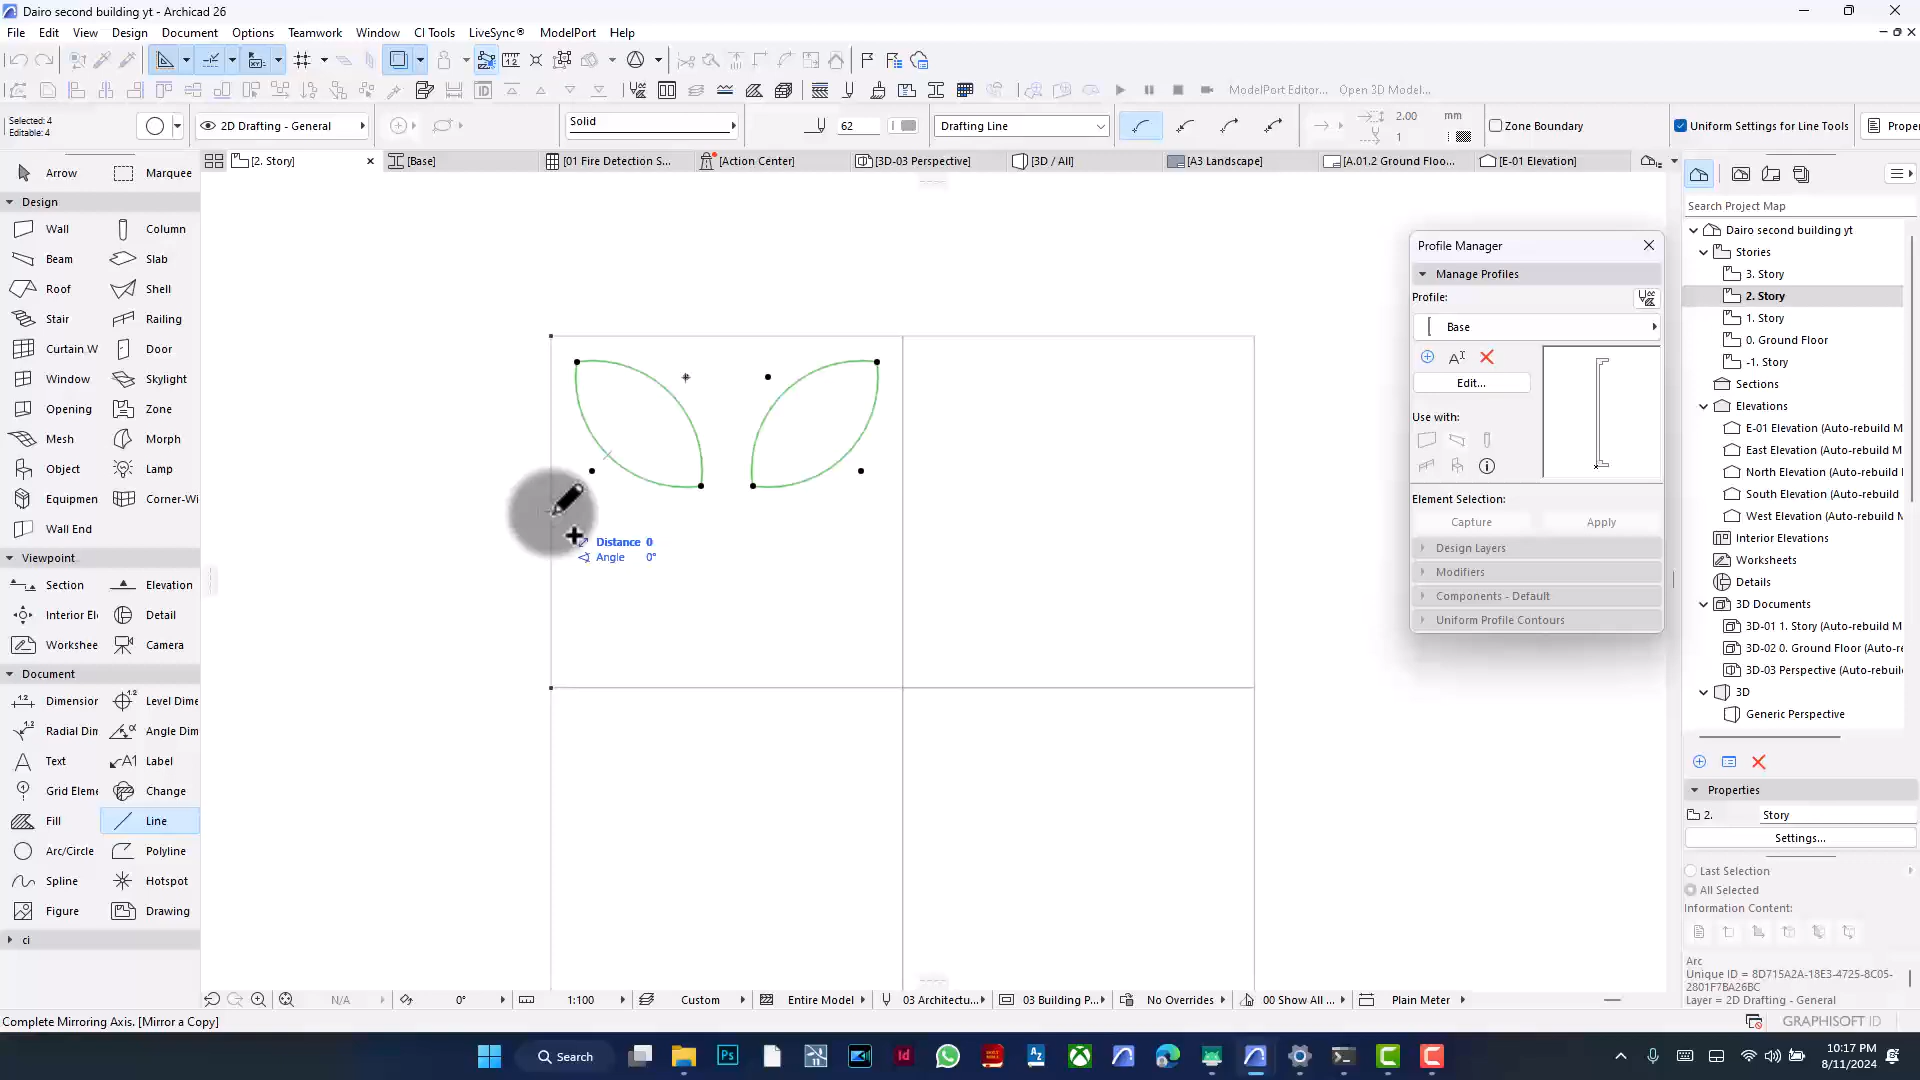 Dairo second building yt - Archicad 26
File Edit View Design Document Options Teamwork Window CI Tools LiveSync® ModelPort Help
ModelPort Editor... Open 3D Model...
Selected: 4
Editable: 4
2D Drafting - General
Solid
62
Drafting Line
2.00 mm
1
Zone Boundary
Uniform Settings for Line Tools
Proper
[2. Story] [Base] [01 Fire Detection S... [Action Center] [3D-03 Perspective] [3D / All] [A3 Landscape] [A.01.2 Ground Floo... [E-01 Elevation]
Arrow Marquee
Design
Wall Column
Beam Slab
Roof Shell
Stair Railing
Curtain W Door
Window Skylight
Opening Zone
Mesh Morph
Object Lamp
Equipmen Corner-Wi
Wall End
Viewpoint
Section Elevation
Interior El Detail
Workshee Camera
Document
Dimension Level Dime
Radial Dim Angle Dim
Text Label
Grid Eleme Change
Fill Line
Arc/Circle Polyline
Spline Hotspot
Figure Drawing
ci
Distance 0
Angle 0°
Profile Manager
Manage Profiles
Profile:
Base
Edit...
Use with:
Element Selection:
Capture Apply
Design Layers
Modifiers
Components - Default
Uniform Profile Contours
Search Project Map
Dairo second building yt
Stories
3. Story
2. Story
1. Story
0. Ground Floor
-1. Story
Sections
Elevations
E-01 Elevation (Auto-rebuild M
East Elevation (Auto-rebuild M
North Elevation (Auto-rebuild
South Elevation (Auto-rebuild
West Elevation (Auto-rebuild M
Interior Elevations
Worksheets
Details
3D Documents
3D-01 1. Story (Auto-rebuild M
3D-02 0. Ground Floor (Auto-re
3D-03 Perspective (Auto-rebuild
3D
Generic Perspective
Properties
2. Story
Settings...
Last Selection
All Selected
Information Content:
Arc
Unique ID = 8D715A2A-18E3-4725-8C05-
2801F7BA26BC
Layer = 2D Drafting - General
N/A 0° 1:100 Custom Entire Model 03 Architectu... 03 Building P... No Overrides 00 Show All ... Plain Meter
Complete Mirroring Axis. [Mirror a Copy]
GRAPHISOFT ID
Search
10:17 PM
8/11/2024